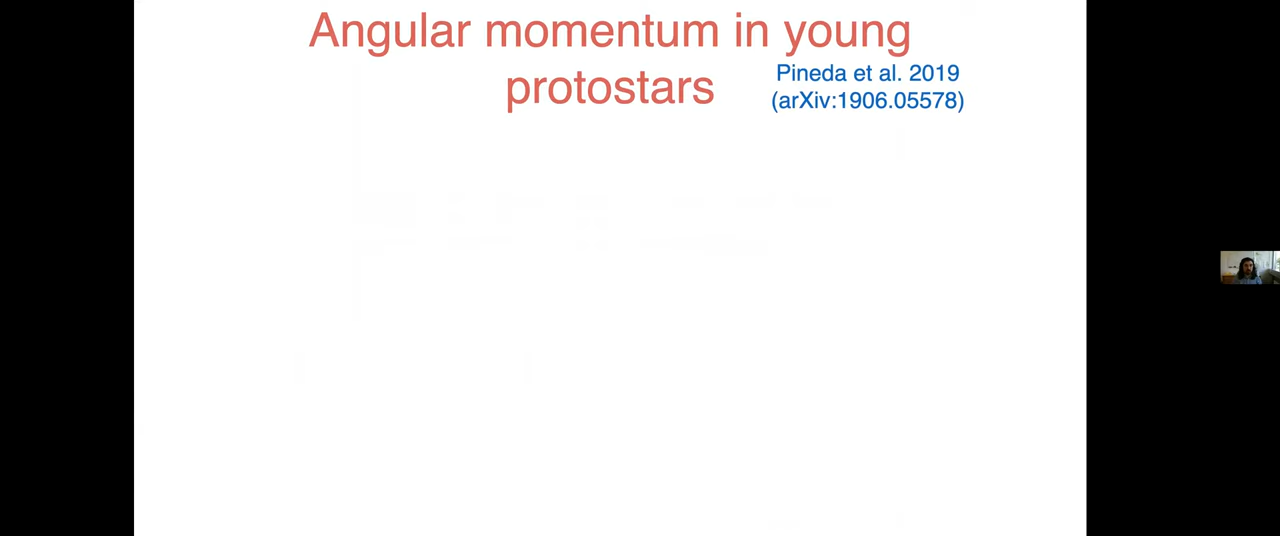 Angular momentum in young
protostars
Pineda et al. 2019
(arXiv:1906.05578)